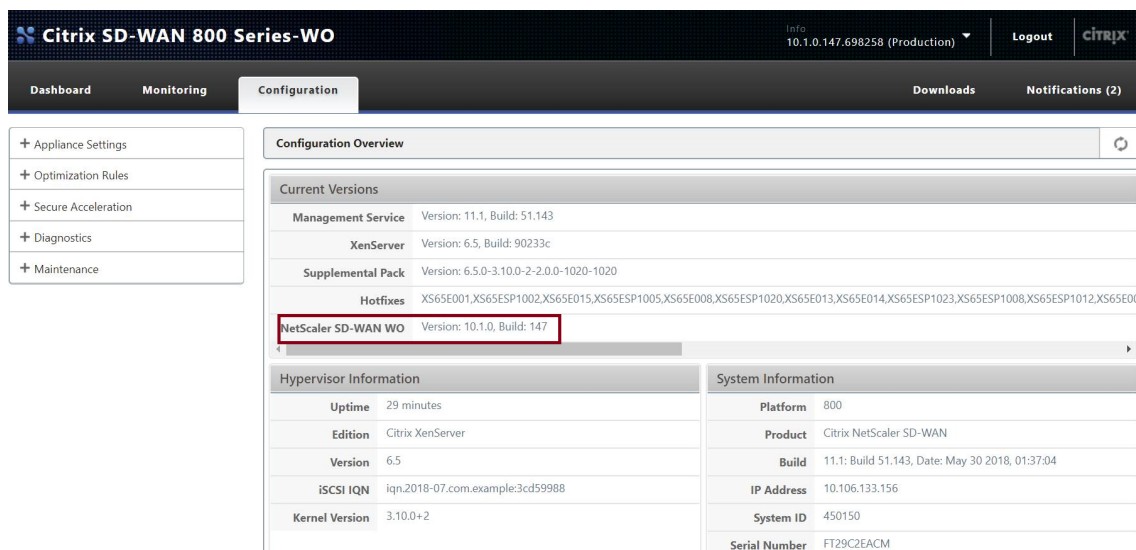 Citrix SD-WAN 800 Series-WO
Info
10.1.0.147.698258 (Production)
Logout
CİTRIX
Dashboard Monitoring Configuration Downloads Notifications (2)
+ Appliance Settings
+ Optimization Rules
+ Secure Acceleration
+ Diagnostics
+ Maintenance
Configuration Overview
Current Versions
Management Service Version: 11.1, Build: 51.143
XenServer Version: 6.5, Build: 90233c
Supplemental Pack Version: 6.5.0-3.10.0-2-2.0.0-1020-1020
Hotfixes XS65E001,XS65ESP1002,XS65E015,XS65ESP1005,XS65E008,XS65ESP1020,XS65E013,XS65E014,XS65ESP1023,XS65ESP1008,XS65ESP1012,XS65E00
NetScaler SD-WAN WO Version: 10.1.0, Build: 147
Hypervisor Information
Uptime 29 minutes
Edition Citrix XenServer
Version 6.5
iSCSI IQN iqn.2018-07.com.example:3cd59988
Kernel Version 3.10.0+2
System Information
Platform 800
Product Citrix NetScaler SD-WAN
Build 11.1: Build 51.143, Date: May 30 2018, 01:37:04
IP Address 10.106.133.156
System ID 450150
Serial Number FT29C2EACM